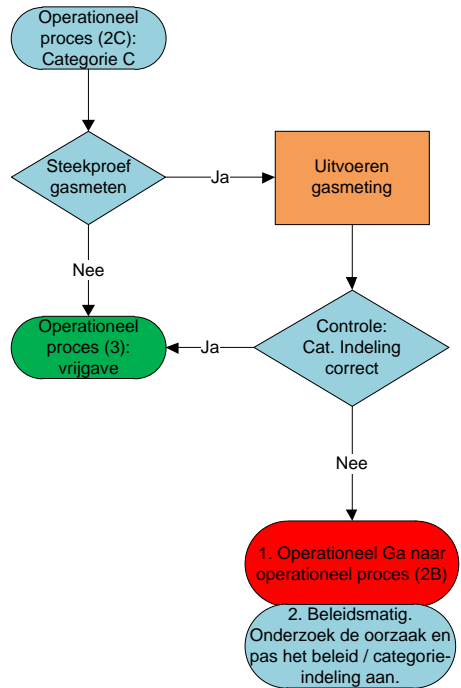 Operationeel
proces (2C):
Categorie C
Steekproef
gasmeten
Ja
Uitvoeren
gasmeting
Nee
Operationeel
proces (3):
vrijgave
Ja
Controle:
Cat. Indeling
correct
Nee
1. Operationeel Ga naar
operationeel proces (2B)
2. Beleidsmatig.
Onderzoek de oorzaak en
pas het beleid / categorie-
indeling aan.